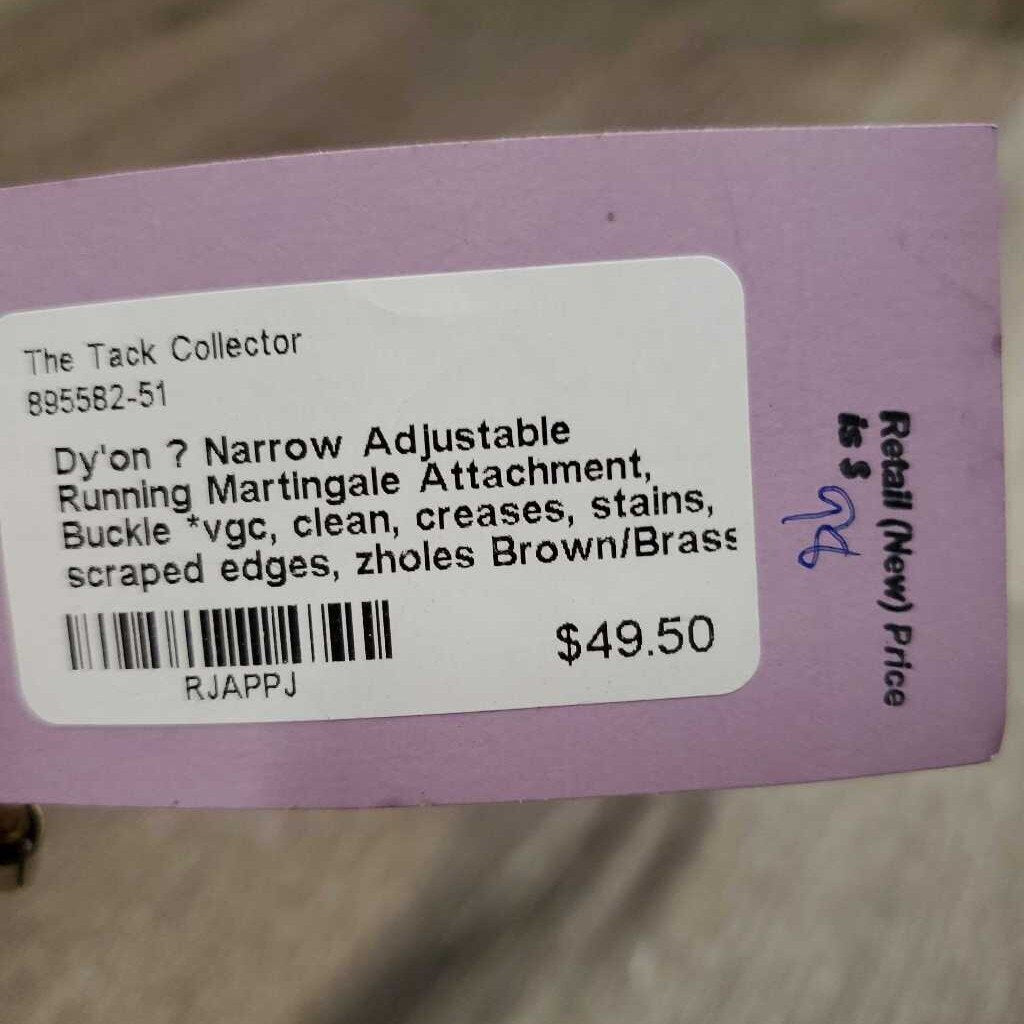 The Tack Collector
895582-51
Dy'on ? Narrow Adjustable
Running Martingale Attachment,
Buckle *vgc, clean, creases, stains,
scraped edges, zholes Brown/Brass
$49.50
RJAPPJ
Retail (New) Price
is $